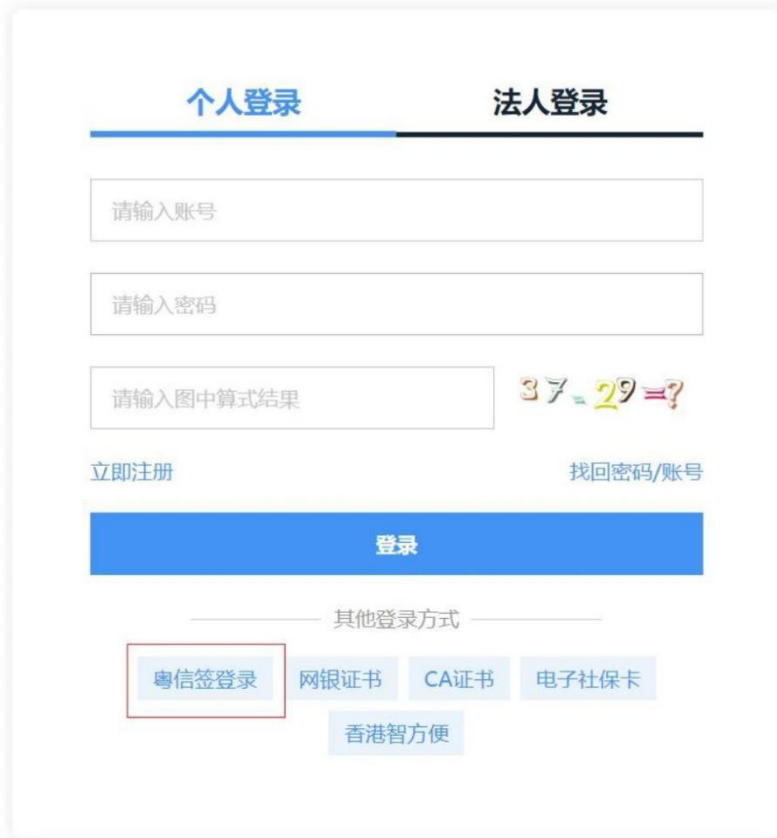 个人登录 法人登录
请输入账号
请输入密码
请输入图中算式结果 37-29=?
立即注册 找回密码/账号
登录
其他登录方式
粤信签登录 网银证书 CA证书 电子社保卡
香港智方便